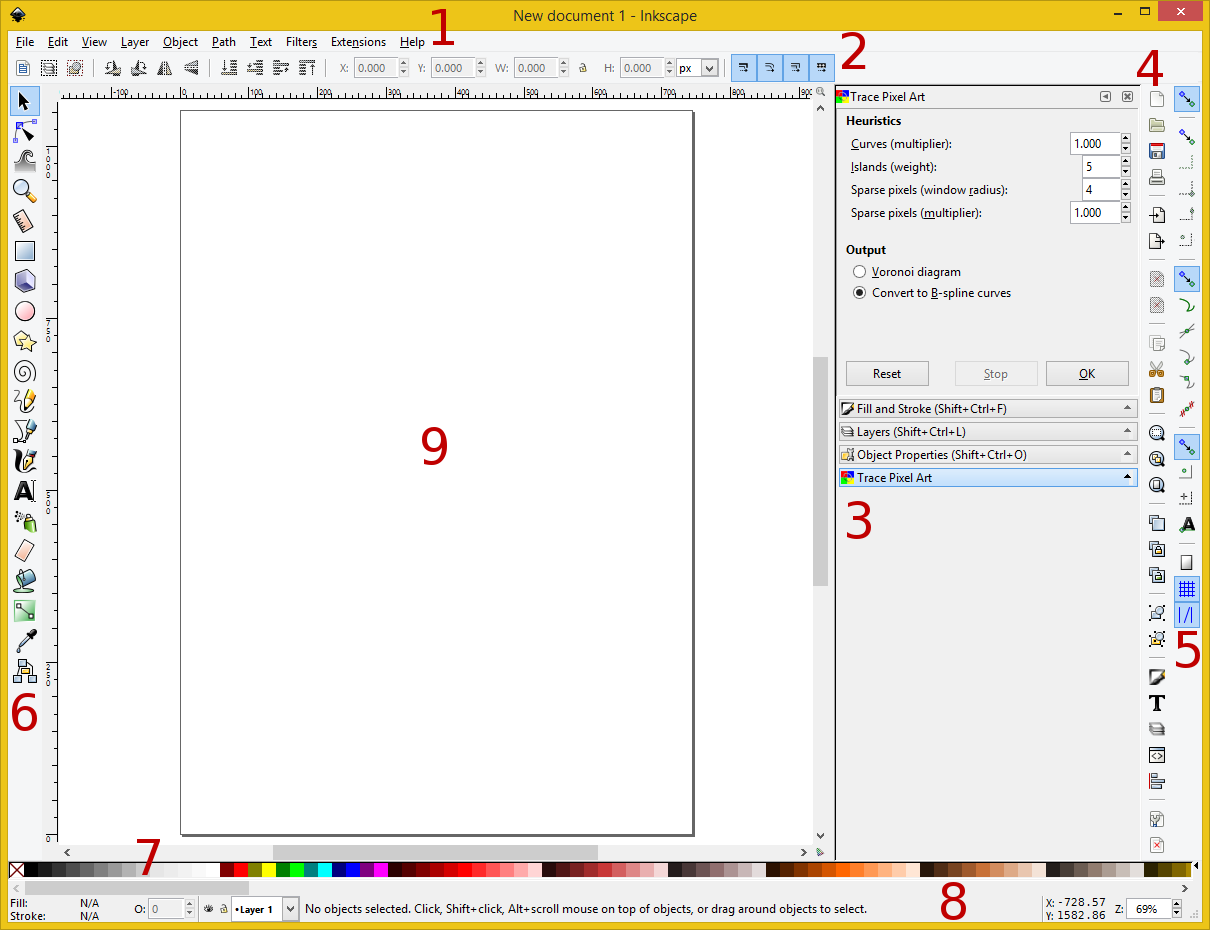 New document 1 - Inkscape
File Edit View Layer Object Path Text Filters Extensions Help
1
X: 0.000 Y: 0.000 W: 0.000 H: 0.000 px
2
4
-100 0 100 200 300 400 500 600 700 800 900
Trace Pixel Art
Heuristics
Curves (multiplier): 1.000
Islands (weight): 5
Sparse pixels (window radius): 4
Sparse pixels (multiplier): 1.000
Output
Voronoi diagram
Convert to B-spline curves
Reset Stop OK
Fill and Stroke (Shift+Ctrl+F)
Layers (Shift+Ctrl+L)
Object Properties (Shift+Ctrl+O)
Trace Pixel Art
1000
750
500
250
0
9
3
5
6
7
8
Fill: N/A
Stroke: N/A
O: 0
•Layer 1
No objects selected. Click, Shift+click, Alt+scroll mouse on top of objects, or drag around objects to select.
X: -728.57
Y: 1582.86
Z: 69%